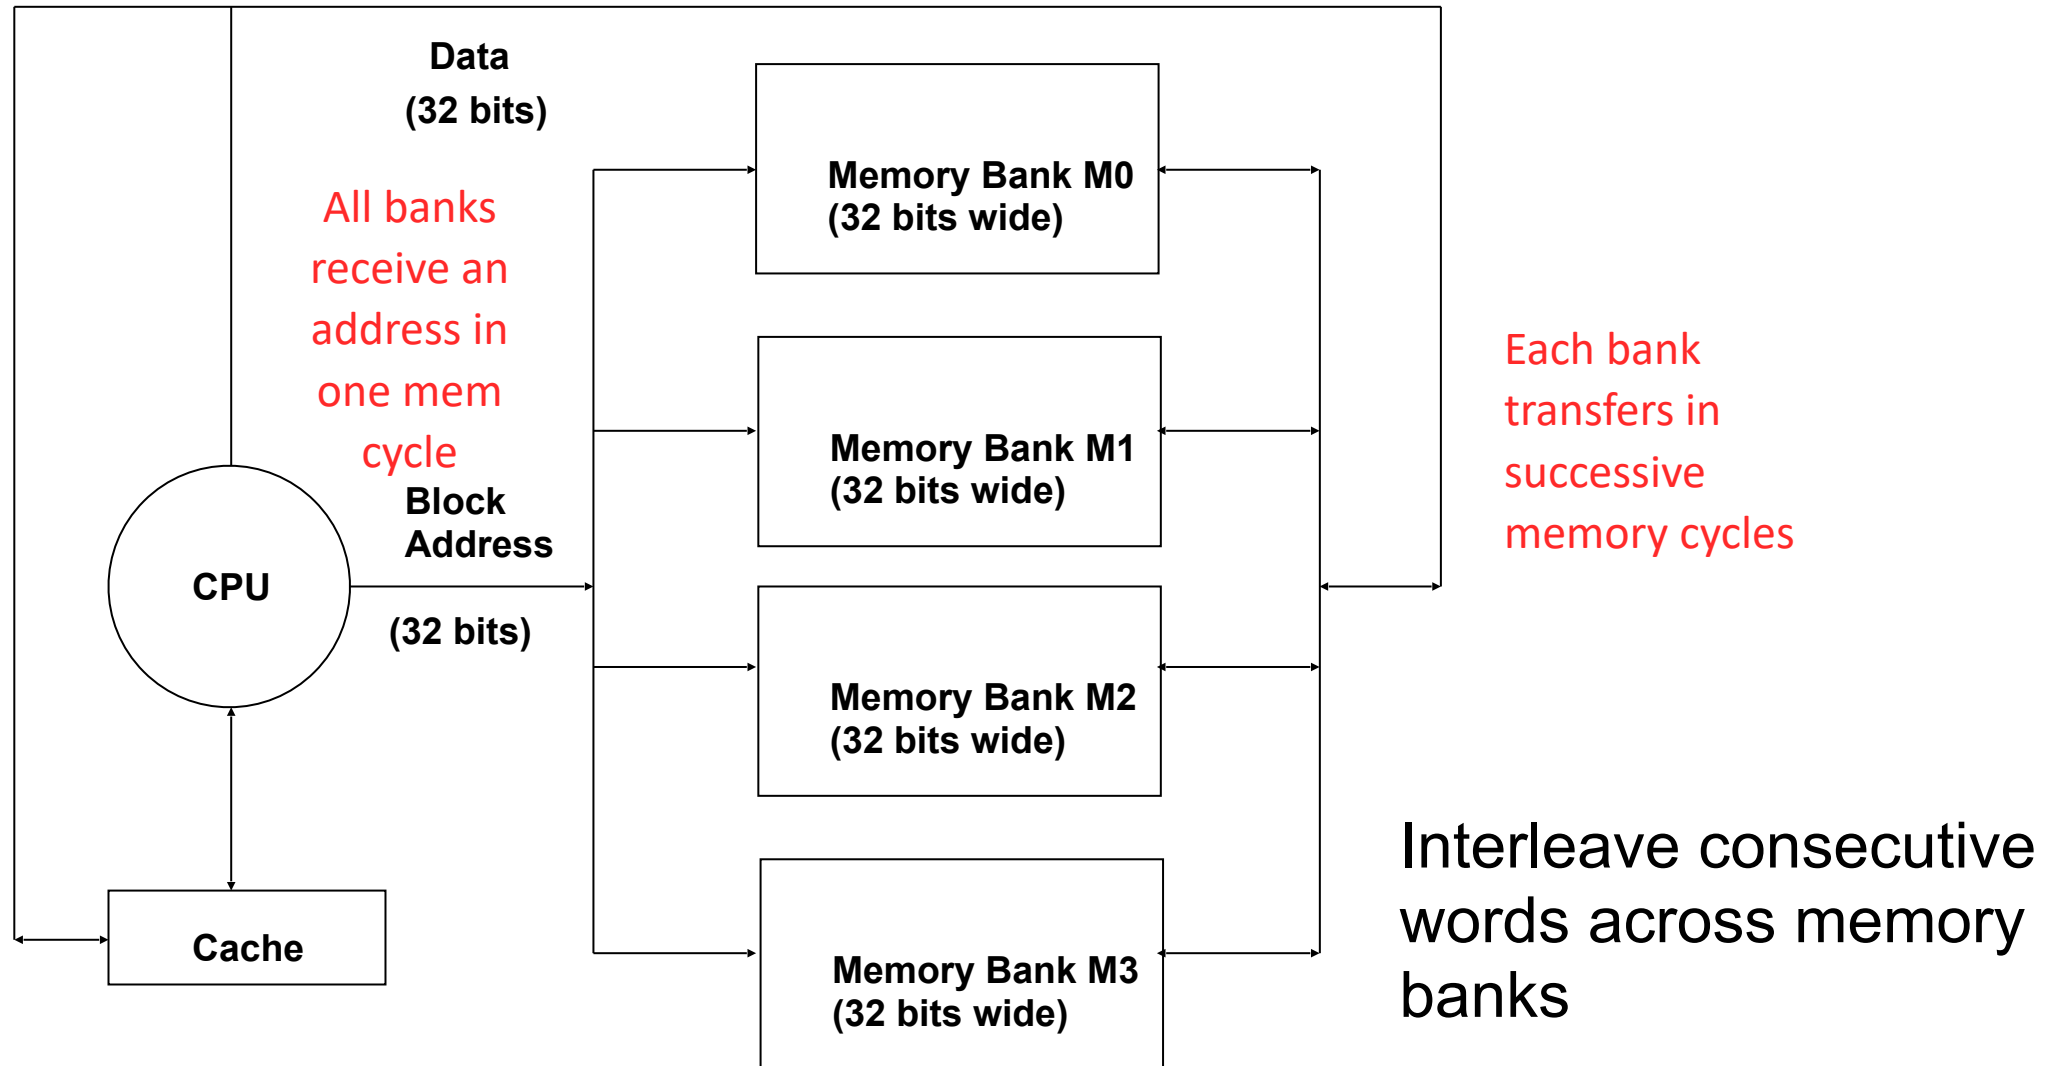 Data
(32 bits)
All banks
receive an
address in
one mem
cycle
Block
Address
(32 bits)
CPU
Cache
Memory Bank M0
(32 bits wide)
Memory Bank M1
(32 bits wide)
Memory Bank M2
(32 bits wide)
Memory Bank M3
(32 bits wide)
Each bank
transfers in
successive
memory cycles
Interleave consecutive
words across memory
banks